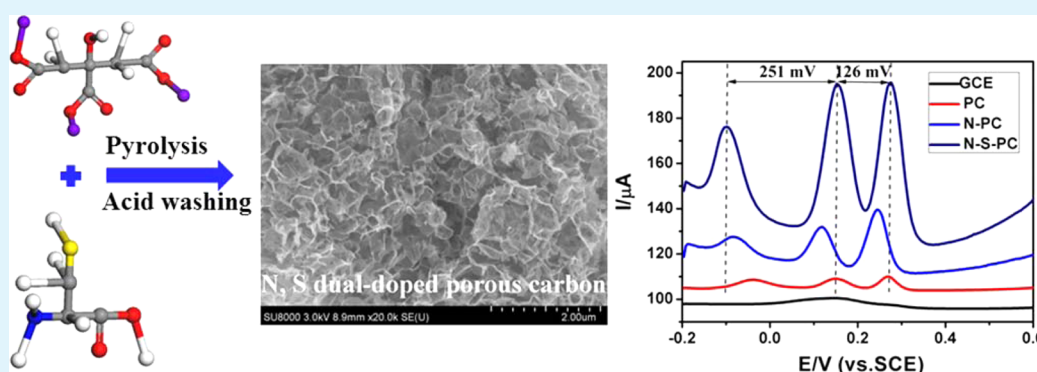 Pyrolysis
Acid washing
N, S dual-doped porous carbon
SU8000 3.0kV 8.9mm x20.0k SE(U)
2.00um
251 mV
126 mV
GCE
PC
N-PC
N-S-PC
200
180
160
140
120
100
I/μA
-0.2
0.0
0.2
0.4
0.6
E/V (vs.SCE)